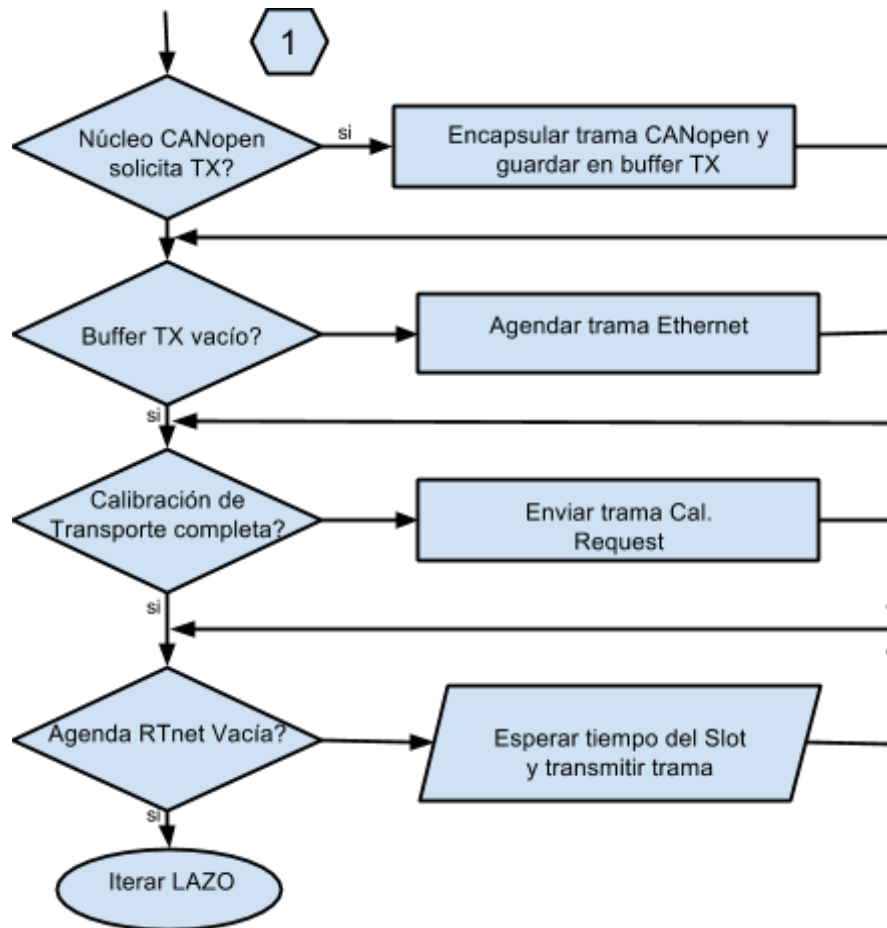 1
Núcleo CANopen
solicita TX?
si
Encapsular trama CANopen y
guardar en buffer TX
Buffer TX vacío?
Agendar trama Ethernet
si
Calibración de
Transporte completa?
Enviar trama Cal.
Request
si
Agenda RTnet Vacía?
Esperar tiempo del Slot
y transmitir trama
si
Iterar LAZO